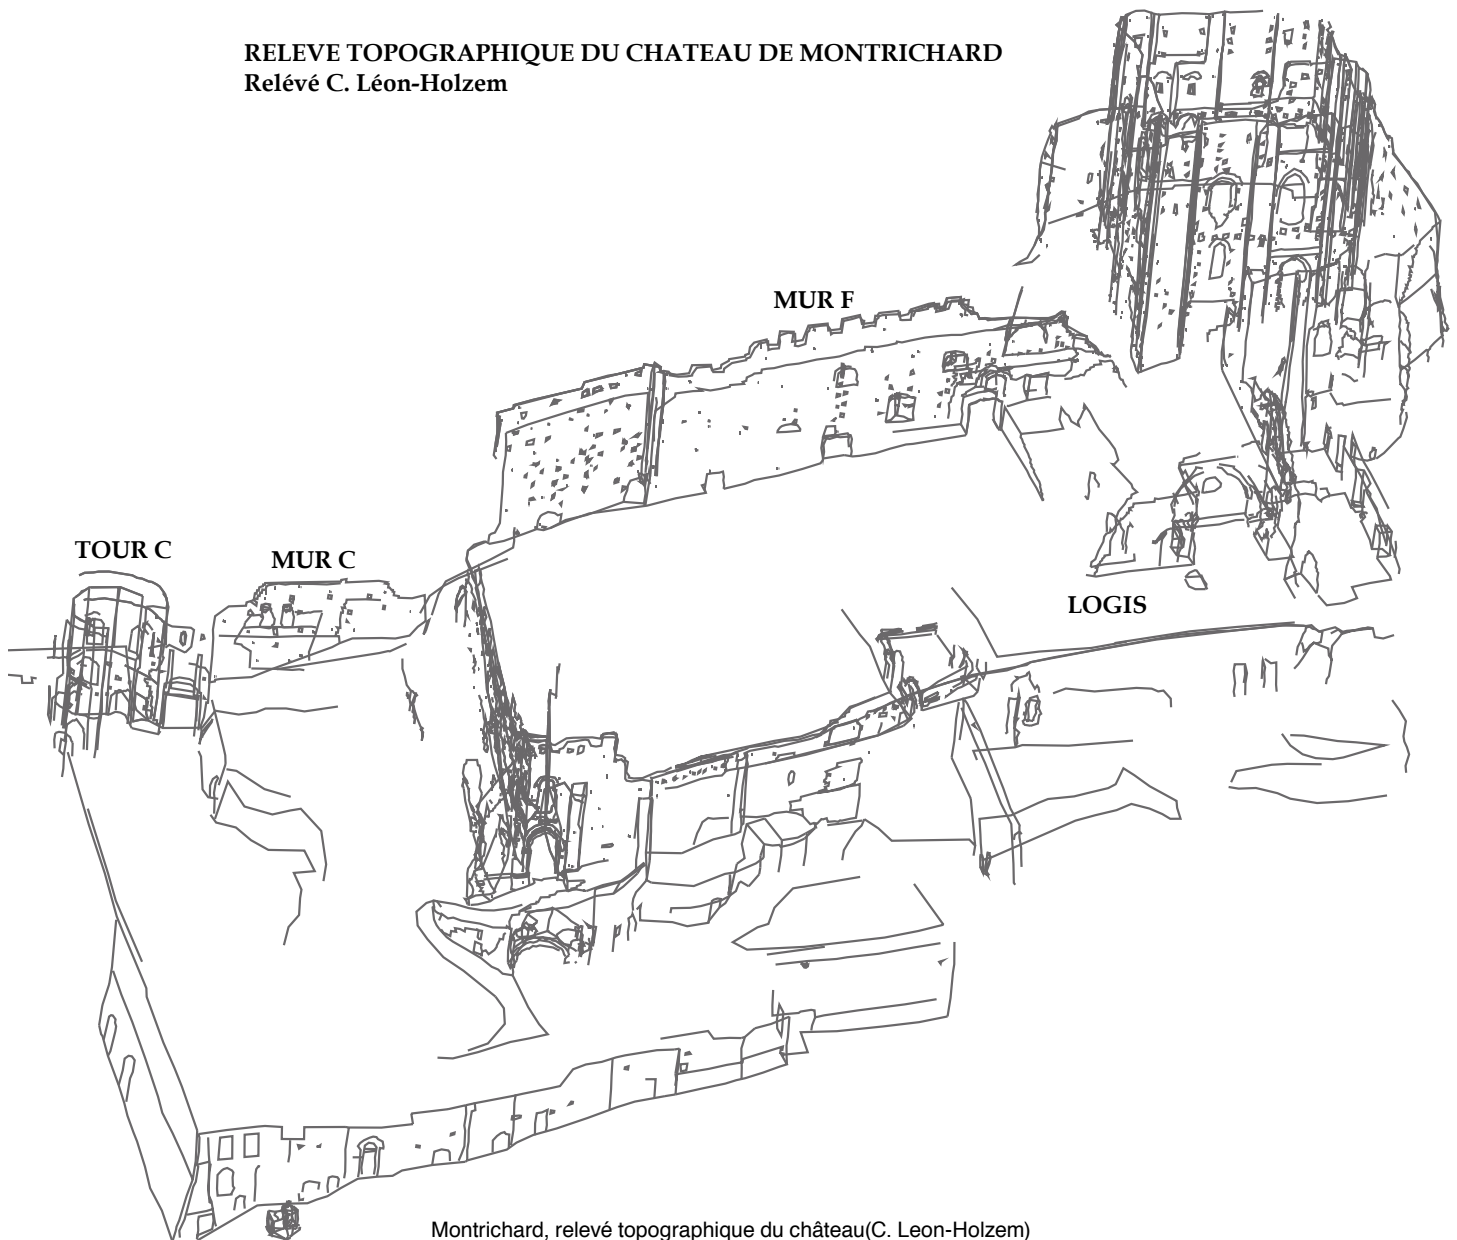 RELEVE TOPOGRAPHIQUE DU CHATEAU DE MONTRICHARD
Relévé C. Léon-Holzem
MUR F
TOUR C
MUR C
LOGIS
Montrichard, relevé topographique du château(C. Leon-Holzem)